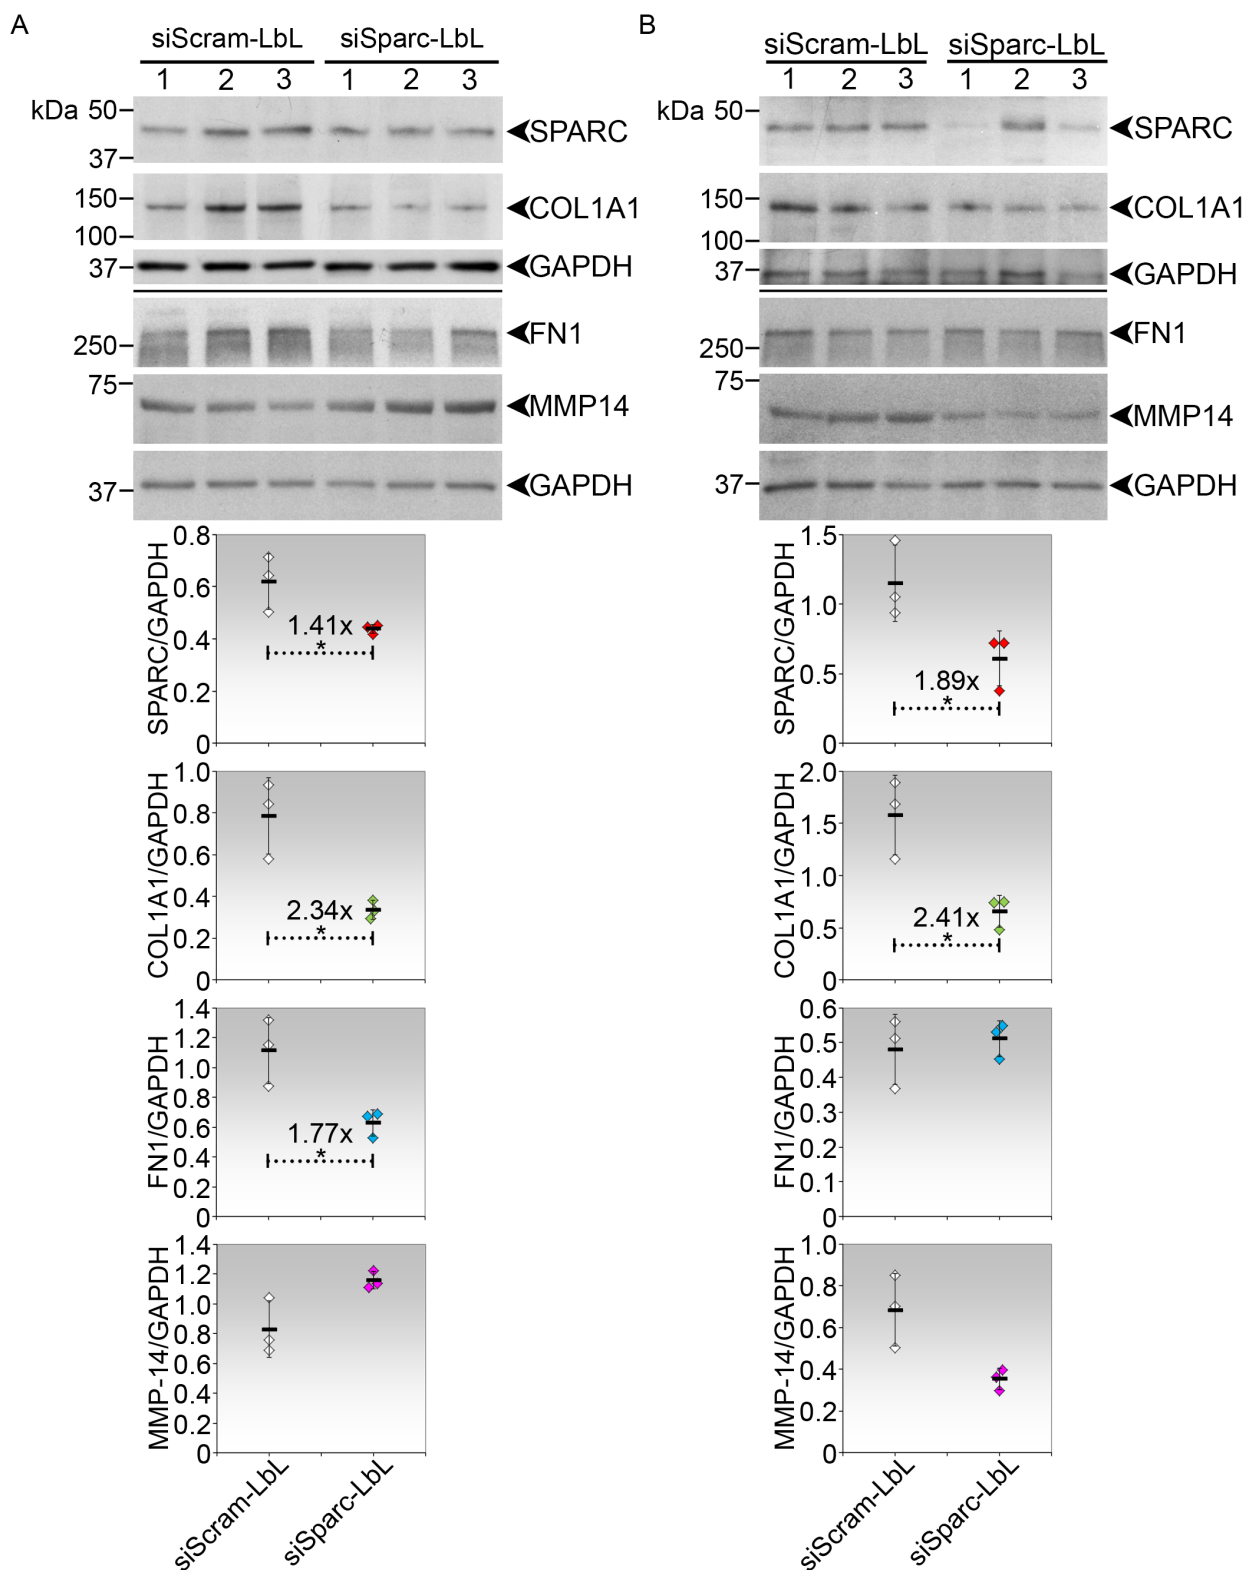 A
siScram-LbL siSparc-LbL
1 2 3 1 2 3
kDa 50
SPARC
37
150
COL1A1
100
37
GAPDH
FN1
250
75
MMP14
37
GAPDH
SPARC/GAPDH
0.8
0.6
0.4
0.2
0
1.41x
*
COL1A1/GAPDH
1.0
0.8
0.6
0.4
0.2
0
2.34x
*
FN1/GAPDH
1.4
1.2
1.0
0.8
0.6
0.4
0.2
0
1.77x
*
MMP-14/GAPDH
1.4
1.2
1.0
0.8
0.6
0.4
0.2
0
siScram-LbL
siSparc-LbL
B
siScram-LbL siSparc-LbL
1 2 3 1 2 3
50
SPARC
150
COL1A1
100
37
GAPDH
FN1
250
75
MMP14
37
GAPDH
SPARC/GAPDH
1.5
1.0
0.5
0
1.89x
*
COL1A1/GAPDH
2.0
1.5
1.0
0.5
0
2.41x
*
FN1/GAPDH
0.6
0.5
0.4
0.3
0.2
0.1
0
MMP-14/GAPDH
1.0
0.8
0.6
0.4
0.2
0
siScram-LbL
siSparc-LbL